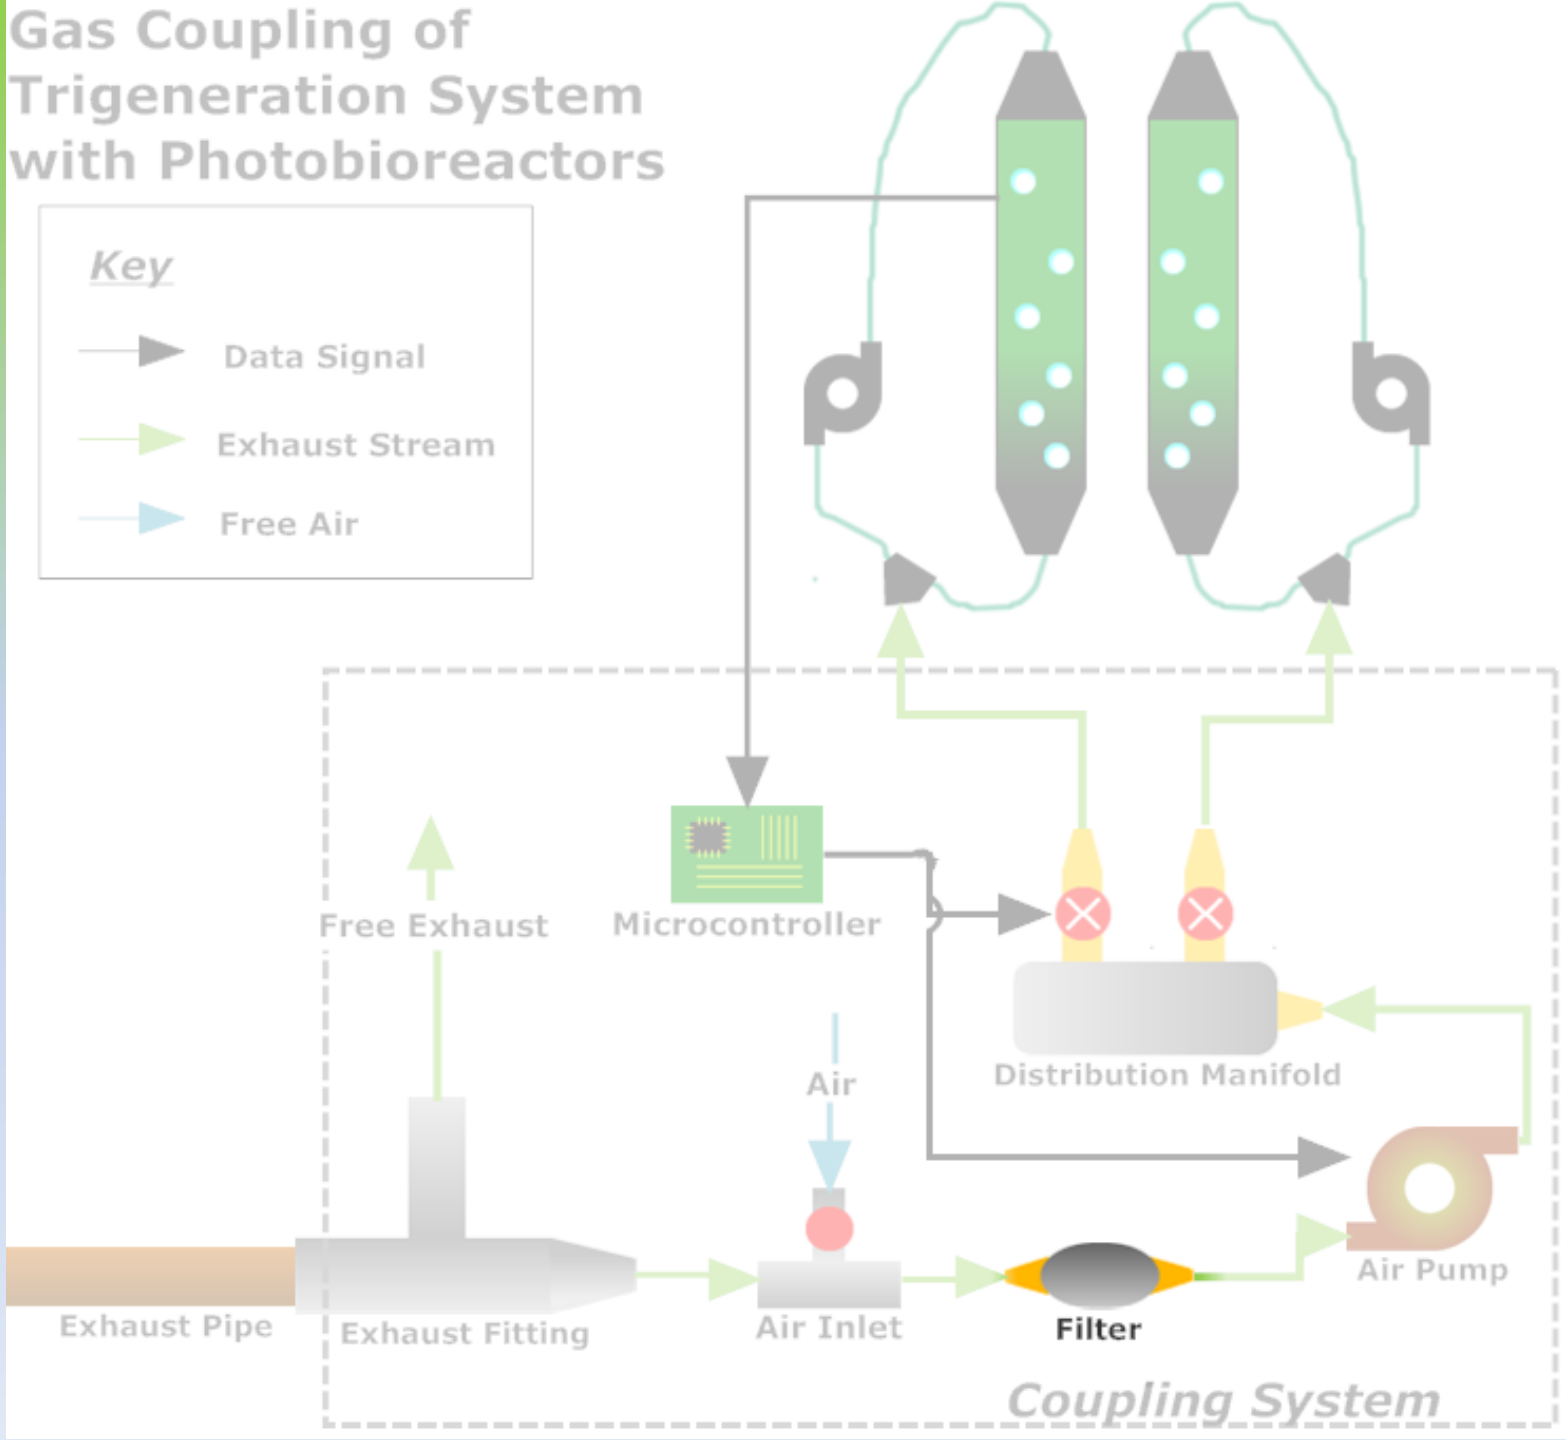 Gas Coupling of
Trigeneration System
with Photobioreactors
Key
Data Signal
Exhaust Stream
Free Air
Free Exhaust
Microcontroller
Air
Distribution Manifold
Air Pump
Exhaust Pipe
Exhaust Fitting
Air Inlet
Filter
Coupling System